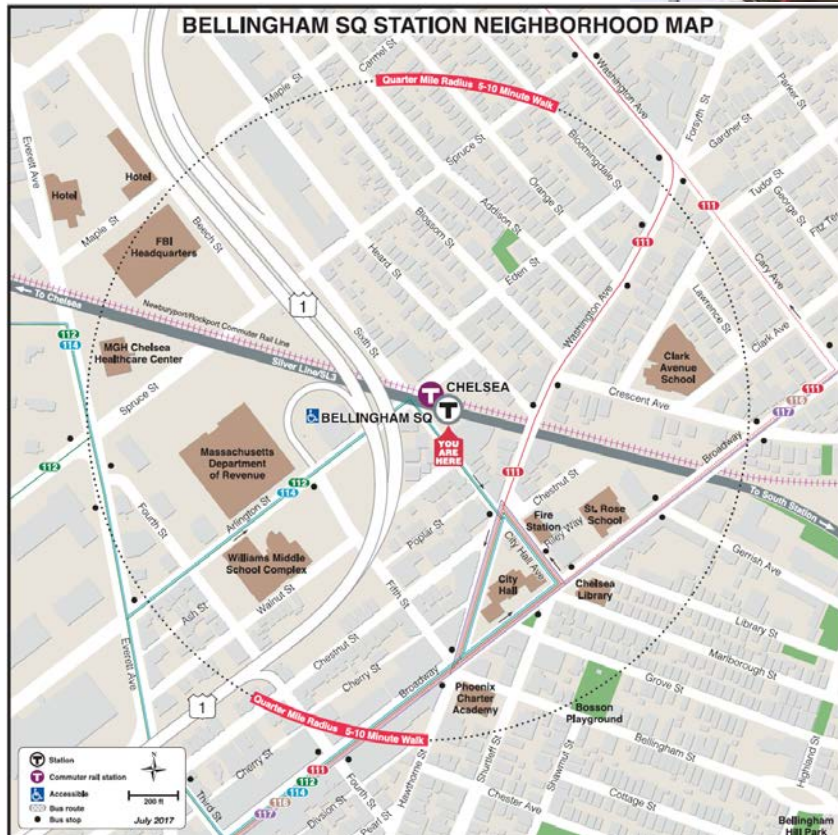 BELLINGHAM SQ STATION NEIGHBORHOOD MAP
Quarter Mile Radius 5-10 Minute Walk
Maple St
Carmel St
Washington Ave
Forsyth St
Parker St
Gardner St
Everett Ave
Spruce St
Bloomingdale St
Hotel
Hotel
Orange St
Addison St
Tudor St
George St
Maple St
Beech St
FBI
Headquarters
Blossom St
Eden St
111
111
Heard St
Washington Ave
Cary Ave
To Chelsea
Newburyport/Rockport Commuter Rail Line
1
Lawrence St
Clark Ave
112
114
MGH Chelsea
Healthcare Center
Silver Line/SL3
Sixth St
Clark
Avenue
School
Spruce St
T
CHELSEA
T
BELLINGHAM SQ
YOU
ARE
HERE
Crescent Ave
111
116
117
Broadway
Massachusetts
Department
of Revenue
112
111
112
114
Arlington St
Chestnut St
To South Station
Fourth St
Poplar St
Fire
Station
Riley Way
St. Rose
School
City Hall Ave
Gerrish Ave
Williams Middle
School Complex
City
Hall
Chelsea
Library
Ash St
Walnut St
Fifth St
Library St
Everett Ave
Chestnut St
Marlborough St
Cherry St
Broadway
Grove St
Phoenix
Charter
Academy
Bosson
Playground
1
Quarter Mile Radius 5-10 Minute Walk
Bellingham St
Highland St
Cherry St
111
112
114
116
117
Third St
Fourth St
Division St
Pearl St
Hawthorne St
Shurtleff St
Shawmut St
Chester Ave
Cottage St
Bellingham
Hill Park
T Station
T Commuter rail station
Accessible
Bus route
Bus stop
N
200 ft
July 2017